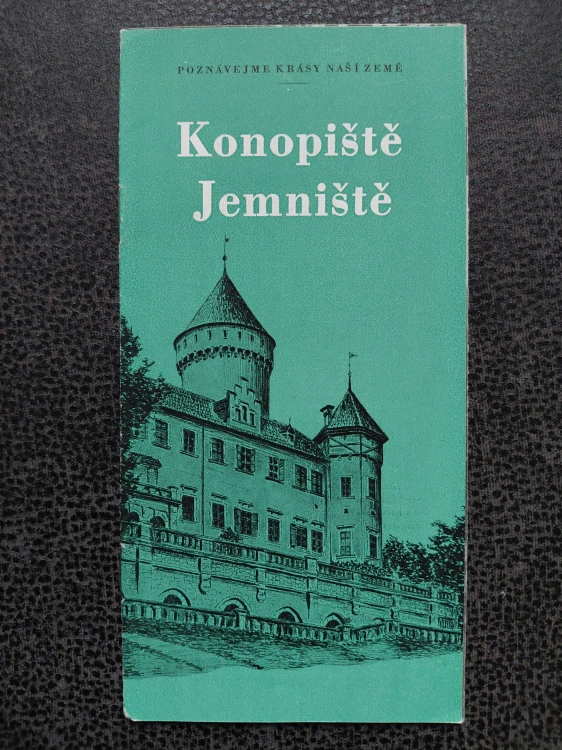 POZNÁVEJME KRÁSY NAŠÍ ZEMĚ
Konopiště
Jemniště